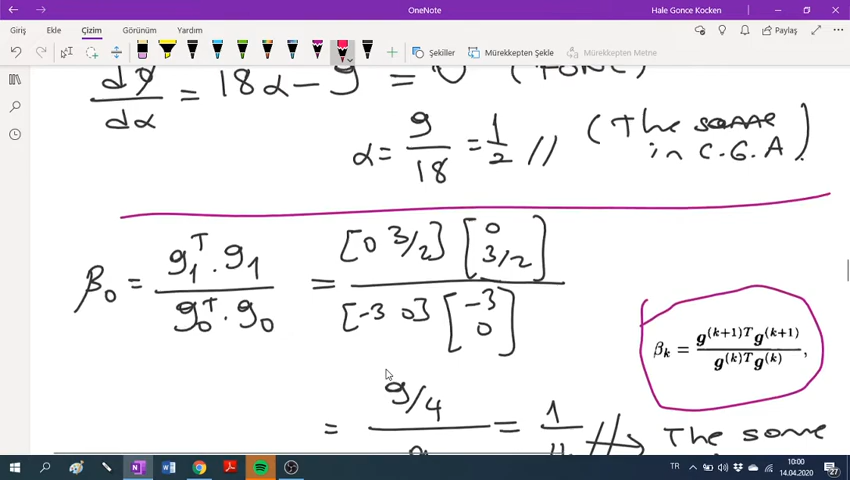 OneNote
Hale Gonce Kocken
Giriş Ekle Çizim Görünüm Yardım
Paylaş
Şekiller
Mürekkepten Şekle
Mürekkepten Metne
dφ/dα = 18α - 9 = 0 (FONC)
α = 9/18 = 1/2 // (The same
in C.G.A)
β₀ = g₁ᵀ.g₁ / g₀ᵀ.g₀ = [0 3/2] [0 3/2] / [-3 0] [-3 0]
βₖ = g⁽ᵏ⁺¹⁾ᵀ g⁽ᵏ⁺¹⁾ / g⁽ᵏ⁾ᵀ g⁽ᵏ⁾,
= 9/4 / 9 = 1/4 // → The same
TR
10:00
14.04.2020
27